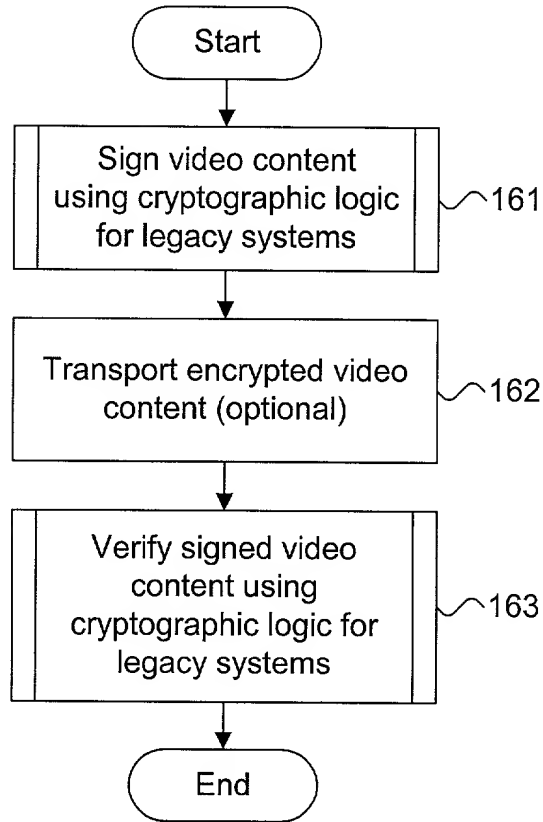 Start
Sign video content
using cryptographic logic
for legacy systems
161
Transport encrypted video
content (optional)
162
Verify signed video
content using
cryptographic logic for
legacy systems
163
End